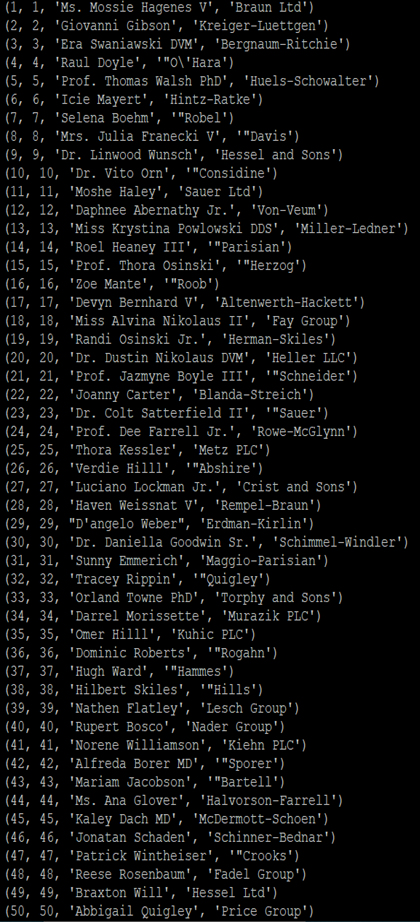 (1, 1, 'Ms. Mossie Hagenes V', 'Braun Ltd')
(2, 2, 'Giovanni Gibson', 'Kreiger-Luettgen')
(3, 3, 'Era Swaniawski DVM', 'Bergnaum-Ritchie')
(4, 4, 'Raul Doyle', '"O\'Hara')
(5, 5, 'Prof. Thomas Walsh PhD', 'Huels-Schowalter')
(6, 6, 'Icie Mayert', 'Hintz-Ratke')
(7, 7, 'Selena Boehm', '"Robel')
(8, 8, 'Mrs. Julia Franecki V', '"Davis')
(9, 9, 'Dr. Linwood Wunsch', 'Hessel and Sons')
(10, 10, 'Dr. Vito Orn', '"Considine')
(11, 11, 'Moshe Haley', 'Sauer Ltd')
(12, 12, 'Daphnee Abernathy Jr.', 'Von-Veum')
(13, 13, 'Miss Krystina Powlowski DDS', 'Miller-Ledner')
(14, 14, 'Roel Heaney III', '"Parisian')
(15, 15, 'Prof. Thora Osinski', '"Herzog')
(16, 16, 'Zoe Mante', '"Roob')
(17, 17, 'Devyn Bernhard V', 'Altenwerth-Hackett')
(18, 18, 'Miss Alvina Nikolaus II', 'Fay Group')
(19, 19, 'Randi Osinski Jr.', 'Herman-Skiles')
(20, 20, 'Dr. Dustin Nikolaus DVM', 'Heller LLC')
(21, 21, 'Prof. Jazmyne Boyle III', '"Schneider')
(22, 22, 'Joanny Carter', 'Blanda-Streich')
(23, 23, 'Dr. Colt Satterfield II', '"Sauer')
(24, 24, 'Prof. Dee Farrell Jr.', 'Rowe-McGlynn')
(25, 25, 'Thora Kessler', 'Metz PLC')
(26, 26, 'Verdie Hilll', '"Abshire')
(27, 27, 'Luciano Lockman Jr.', 'Crist and Sons')
(28, 28, 'Haven Weissnat V', 'Rempel-Braun')
(29, 29, "D'angelo Weber", 'Erdman-Kirlin')
(30, 30, 'Dr. Daniella Goodwin Sr.', 'Schimmel-Windler')
(31, 31, 'Sunny Emmerich', 'Maggio-Parisian')
(32, 32, 'Tracey Rippin', '"Quigley')
(33, 33, 'Orland Towne PhD', 'Torphy and Sons')
(34, 34, 'Darrel Morissette', 'Murazik PLC')
(35, 35, 'Omer Hilll', 'Kuhic PLC')
(36, 36, 'Dominic Roberts', '"Rogahn')
(37, 37, 'Hugh Ward', '"Hammes')
(38, 38, 'Hilbert Skiles', '"Hills')
(39, 39, 'Nathen Flatley', 'Lesch Group')
(40, 40, 'Rupert Bosco', 'Nader Group')
(41, 41, 'Norene Williamson', 'Kiehn PLC')
(42, 42, 'Alfreda Borer MD', '"Sporer')
(43, 43, 'Mariam Jacobson', '"Bartell')
(44, 44, 'Ms. Ana Glover', 'Halvorson-Farrell')
(45, 45, 'Kaley Dach MD', 'McDermott-Schoen')
(46, 46, 'Jonatan Schaden', 'Schinner-Bednar')
(47, 47, 'Patrick Wintheiser', '"Crooks')
(48, 48, 'Reese Rosenbaum', 'Fadel Group')
(49, 49, 'Braxton Will', 'Hessel Ltd')
(50, 50, 'Abbigail Quigley', 'Price Group')